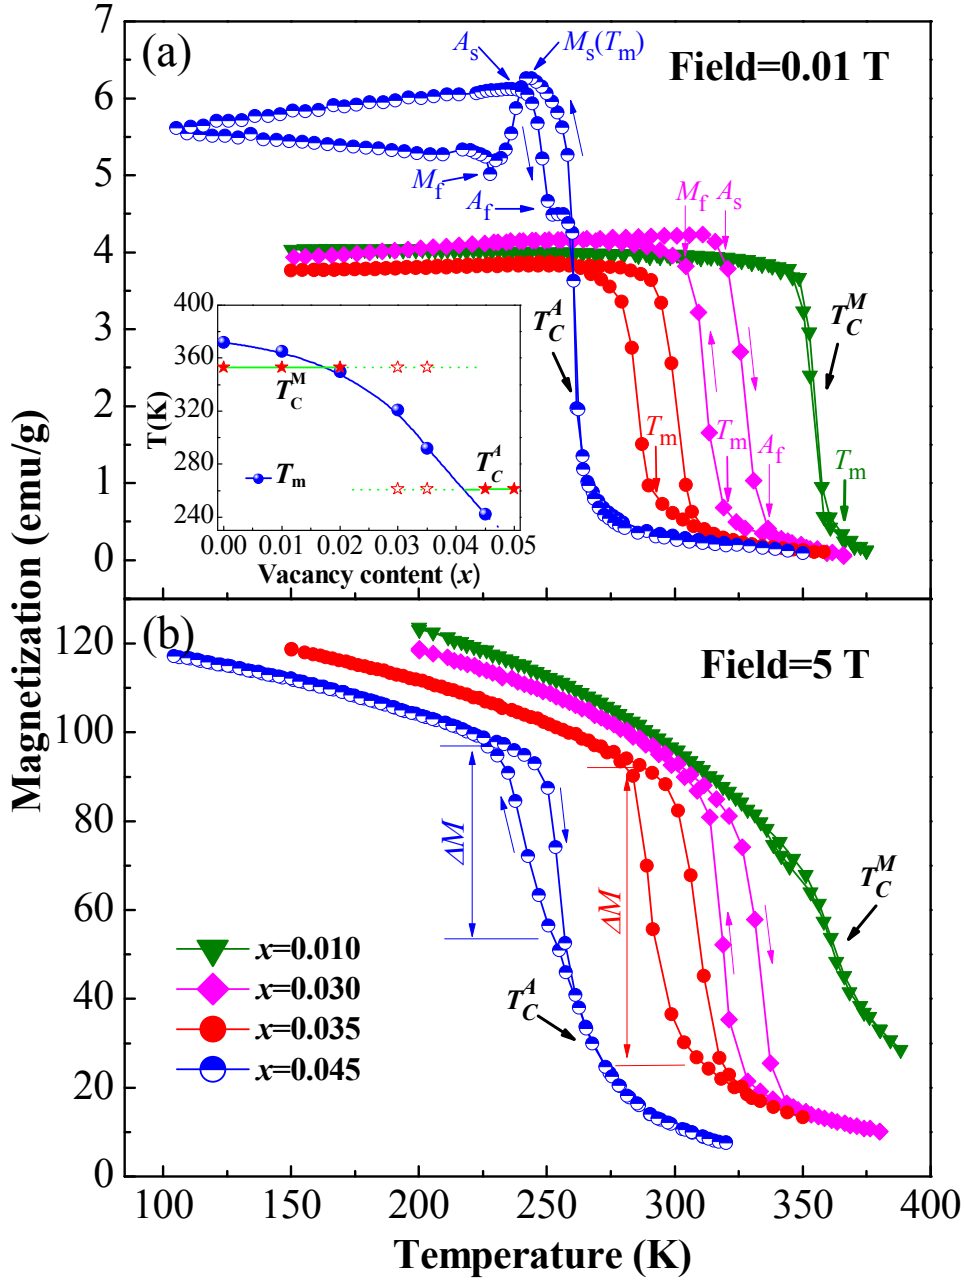 (a)
Field=0.01 T
A_s
M_s(T_m)
M_f
A_f
M_f
A_s
T_C^A
T_C^M
T_m
T_m
A_f
T_m
7
6
5
4
3
2
1
0
400
360
320
280
240
T(K)
T_C^M
T_C^A
T_m
0.00 0.01 0.02 0.03 0.04 0.05
Vacancy content (x)
Magnetization (emu/g)
(b)
Field=5 T
120
100
80
60
40
20
0
ΔM
ΔM
T_C^M
T_C^A
x=0.010
x=0.030
x=0.035
x=0.045
100 150 200 250 300 350 400
Temperature (K)